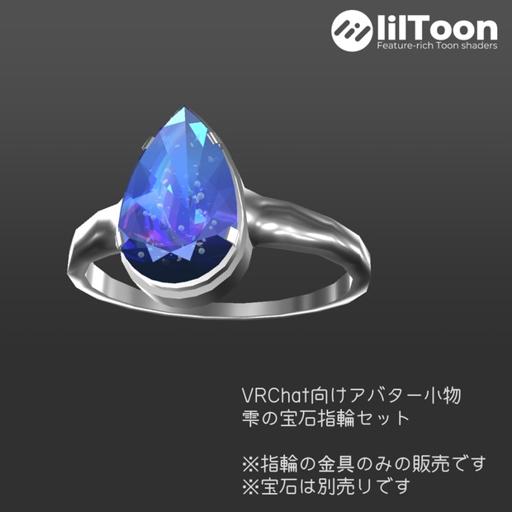 lilToon
Feature-rich Toon shaders
VRChat向けアバター小物
雫の宝石指輪セット
※指輪の金具のみの販売です
※宝石は別売りです